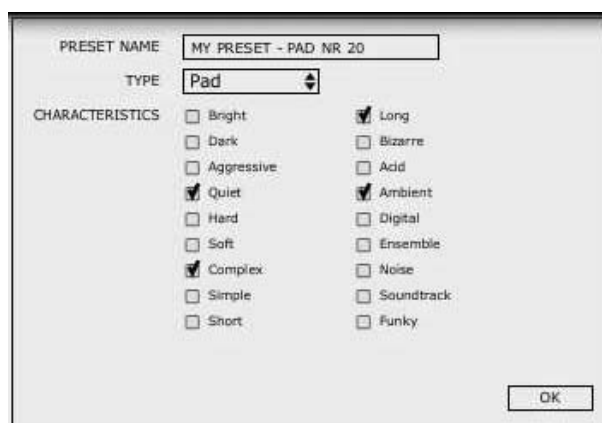 PRESET NAME MY PRESET - PAD NR 20
TYPE Pad
CHARACTERISTICS Bright Long
Dark Bizarre
Aggressive Acid
Quiet Ambient
Hard Digital
Soft Ensemble
Complex Noise
Simple Soundtrack
Short Funky
OK